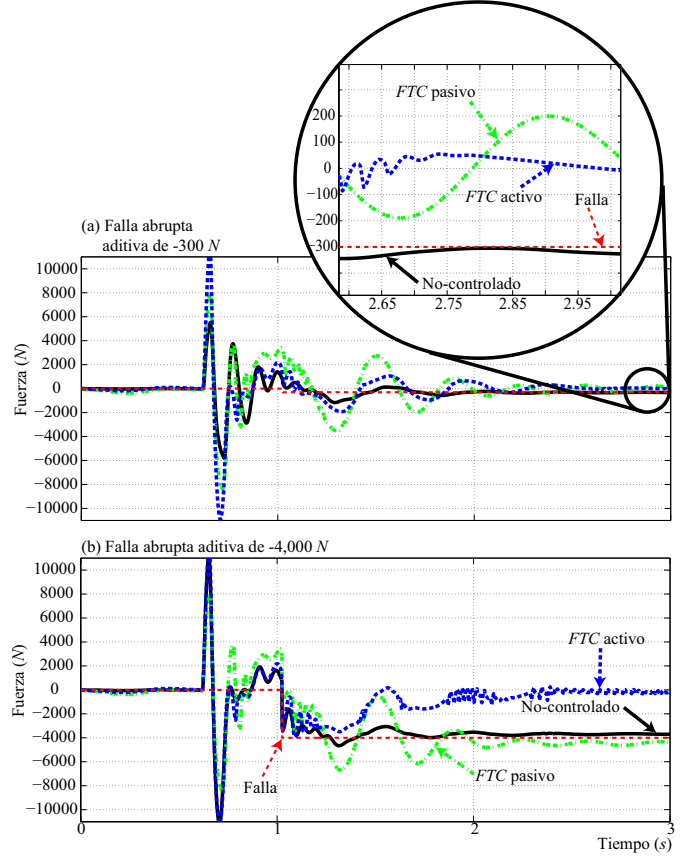 FTC pasivo
200
100
0
−100
−200
−300
FTC activo
Falla
No-controlado
2.65
2.75
2.85
2.95
(a) Falla abrupta
aditiva de -300 N
Fuerza (N)
10000
8000
6000
4000
2000
0
−2000
−4000
−6000
−8000
−10000
(b) Falla abrupta aditiva de -4,000 N
Fuerza (N)
10000
8000
6000
4000
2000
0
−2000
−4000
−6000
−8000
−10000
FTC activo
No-controlado
Falla
FTC pasivo
0
1
2
3
Tiempo (s)